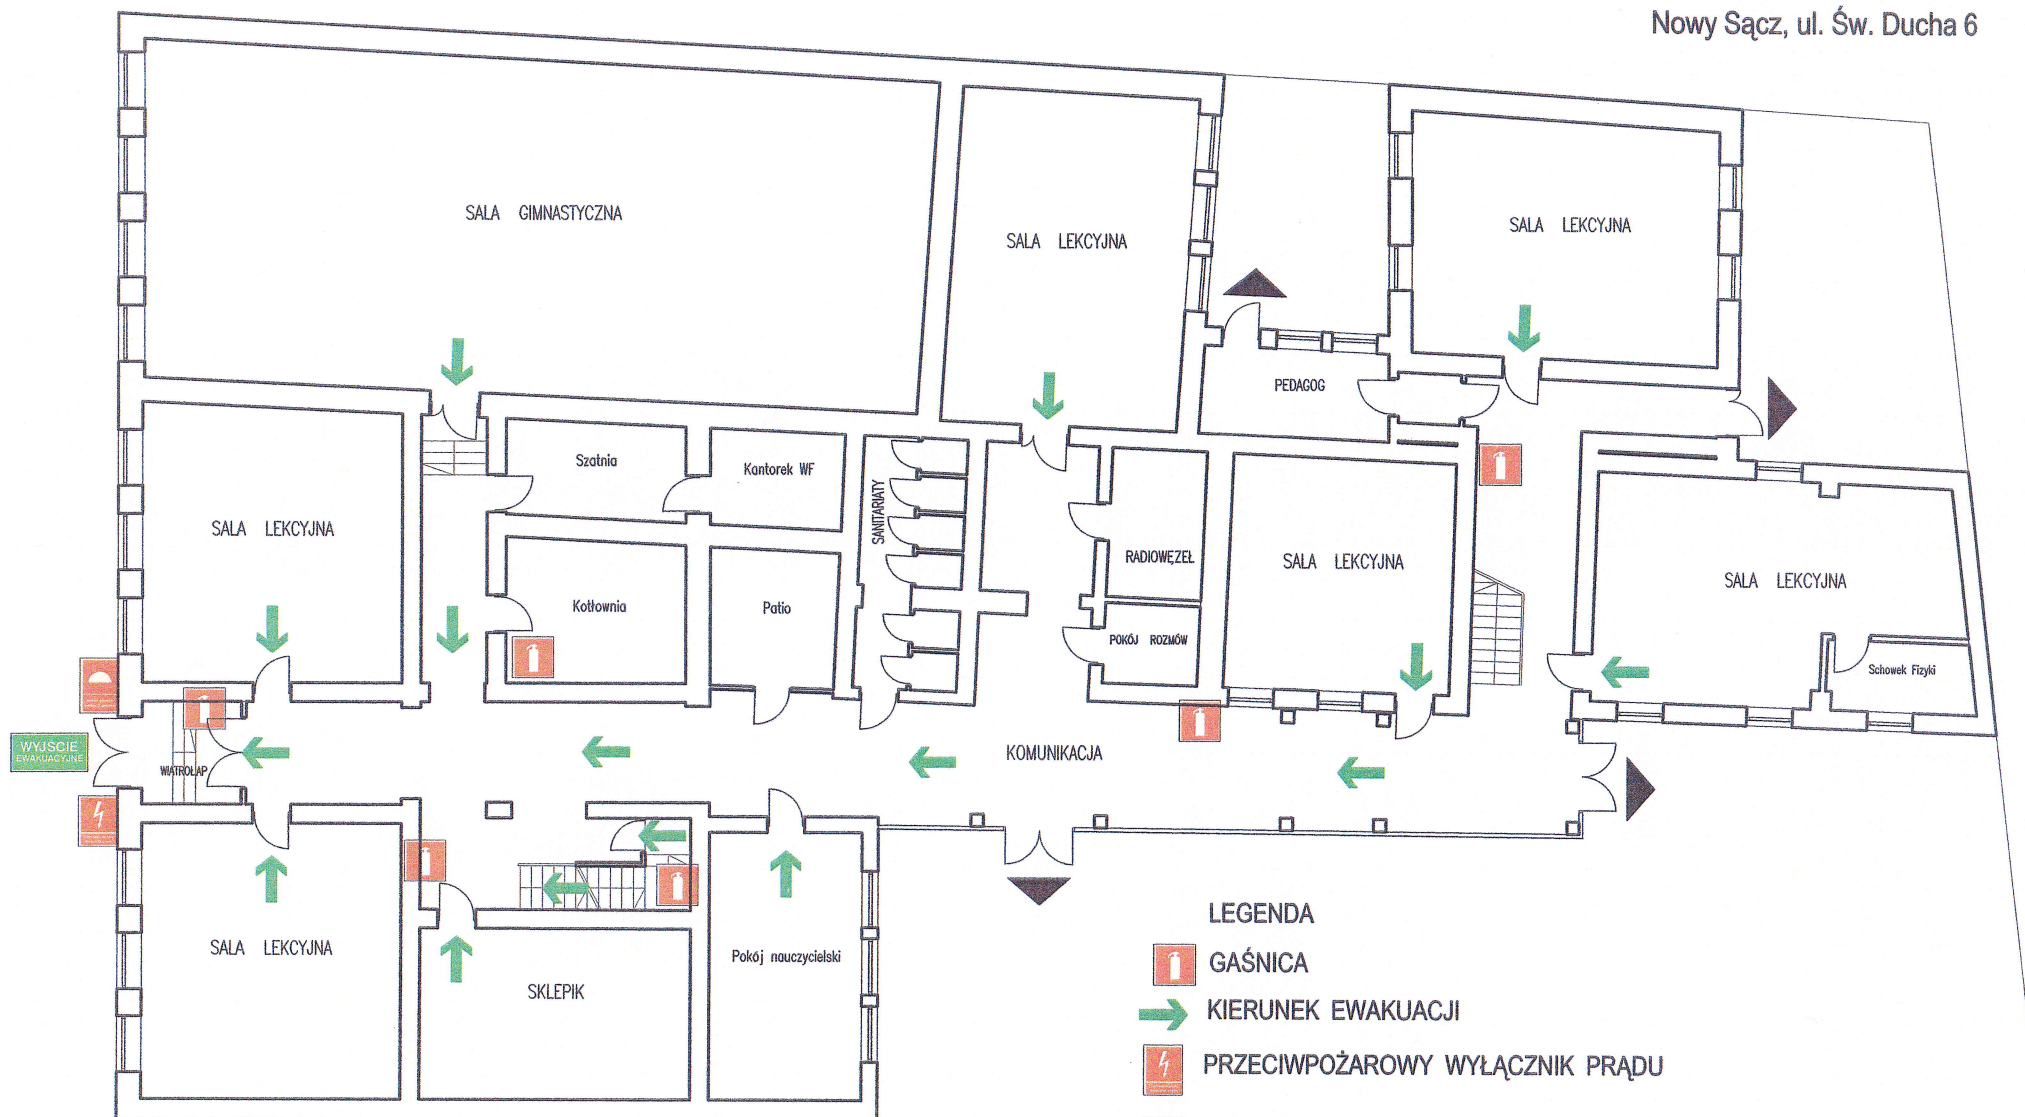 Nowy Sącz, ul. Św. Ducha 6
SALA GIMNASTYCZNA
SALA LEKCYJNA
SALA LEKCYJNA
PEDAGOG
Szatnia
Kantorek WF
SANITARIATY
SALA LEKCYJNA
RADIOWĘZEŁ
SALA LEKCYJNA
SALA LEKCYJNA
Kotłownia
Patio
POKÓJ ROZMÓW
Schowek Fizyki
WYJŚCIE
EWAKUACYJNE
WIATROŁAP
KOMUNIKACJA
SALA LEKCYJNA
SKLEPIK
Pokój nauczycielski
LEGENDA
GAŚNICA
KIERUNEK EWAKUACJI
PRZECIWPOŻAROWY WYŁĄCZNIK PRĄDU